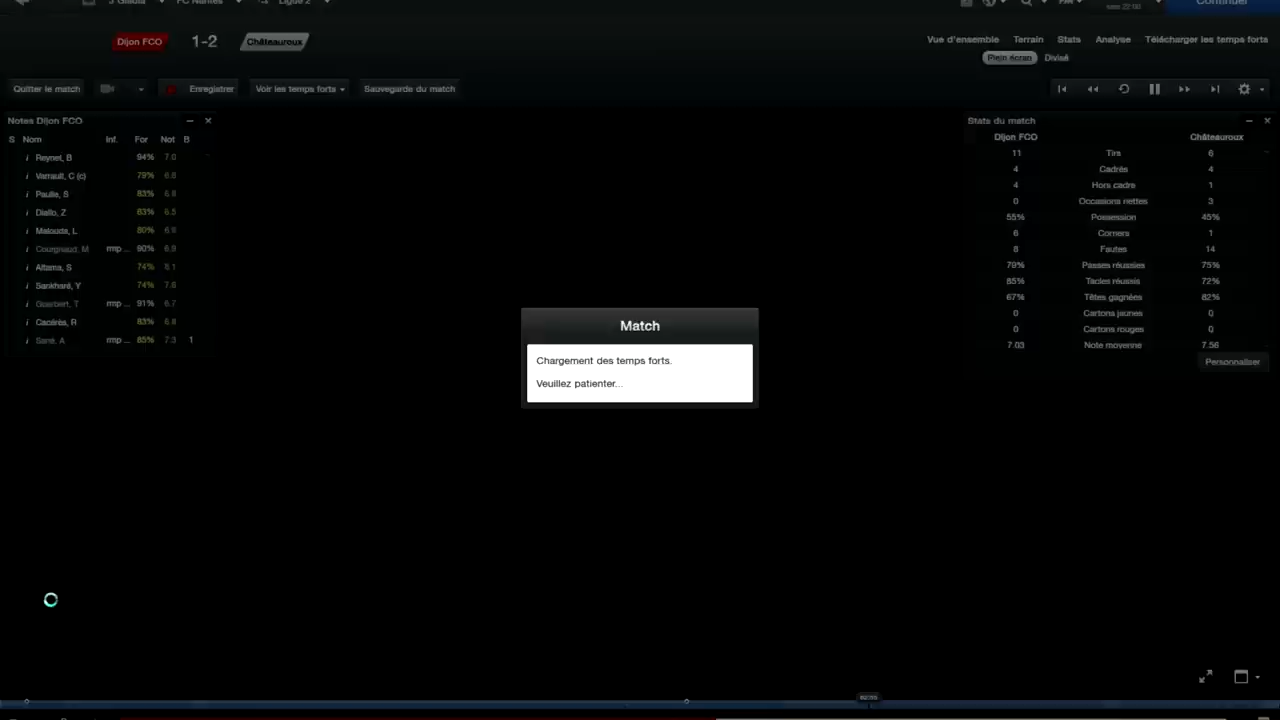 FC Nantes
Ligue 2
Continuer
Dijon FCO 1-2 Châteauroux
Vue d'ensemble Terrain Stats Analyse Télécharger les temps forts
Plein écran Divisé
Quitter le match Enregistrer Voir les temps forts Sauvegarde du match
Notes Dijon FCO
S Nom Inf. For Not B
i Reynet, B 94% 7.0
i Varrault, C (c) 79% 6.8
i Paulle, S 83% 6.8
i Diallo, Z 83% 6.5
i Malouda, L 80% 6.8
i Courgnaud, M rmp ... 90% 6.9
i Altama, S 74% 8.1
i Sankharé, Y 74% 7.6
i rmp ... 91% 6.7
i 83% 6.8
i Sané, A rmp ... 85% 7.3 1
Stats du match
Dijon FCO Châteauroux
11 Tirs 6
4 Cadrés 4
4 Hors cadre 1
0 Occasions nettes 3
55% Possession 45%
6 Corners 1
8 Fautes 14
79% Passes réussies 75%
85% Tacles réussis 72%
67% Têtes gagnées 82%
0 Cartons jaunes 0
0 Cartons rouges 0
7.03 Note moyenne 7.56
Personnaliser
Match
Chargement des temps forts.
Veuillez patienter...